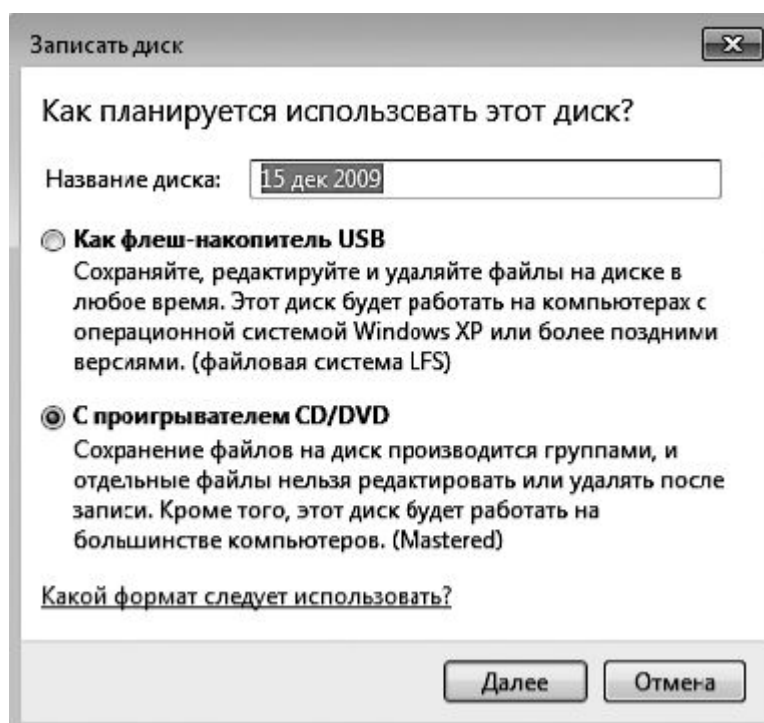 Записать диск
Как планируется использовать этот диск?
Название диска: 15 дек 2009
Как флеш-накопитель USB
Сохраняйте, редактируйте и удаляйте файлы на диске в
любое время. Этот диск будет работать на компьютерах с
операционной системой Windows XP или более поздними
версиями. (файловая система LFS)
С проигрывателем CD/DVD
Сохранение файлов на диск производится группами, и
отдельные файлы нельзя редактировать или удалять после
записи. Кроме того, этот диск будет работать на
большинстве компьютеров. (Mastered)
Какой формат следует использовать?
Далее Отмена